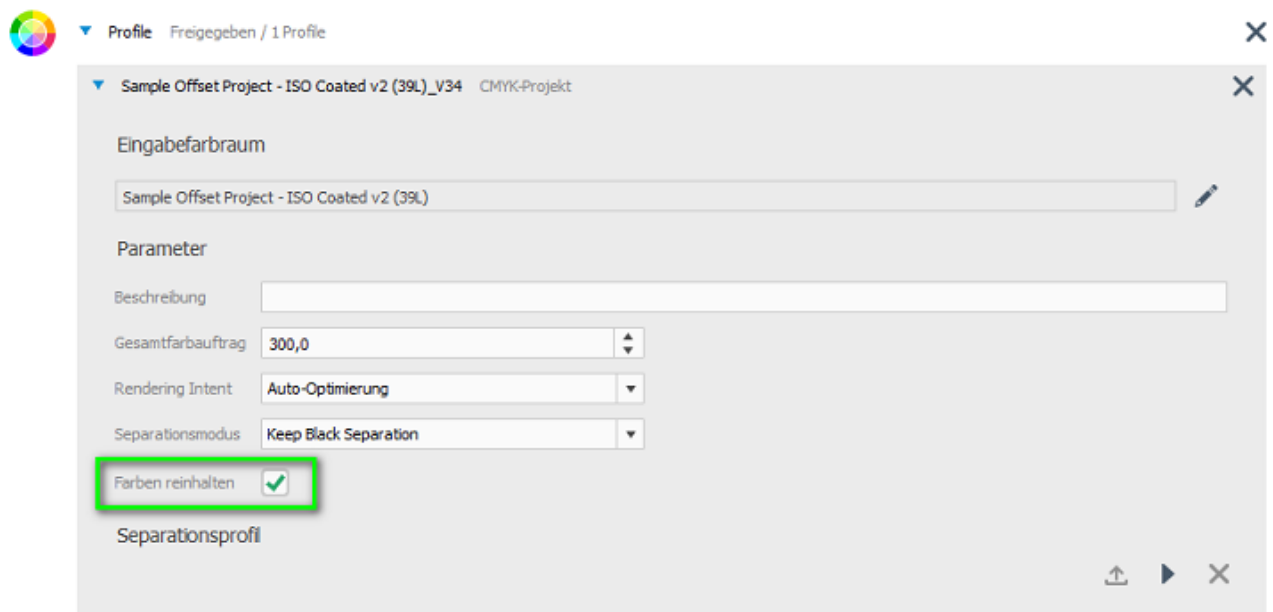 Profile Freigegeben / 1 Profile
Sample Offset Project - ISO Coated v2 (39L)_V34 CMYK-Projekt
Eingabefarbraum
Sample Offset Project - ISO Coated v2 (39L)
Parameter
Beschreibung
Gesamtfarbauftrag 300,0
Rendering Intent Auto-Optimierung
Separationsmodus Keep Black Separation
Farben reinhalten
Separationsprofil